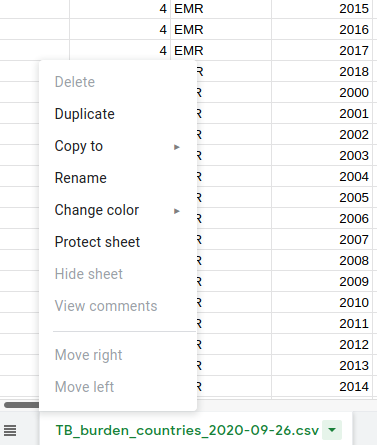 4 EMR 2015
4 EMR 2016
4 EMR 2017
R 2018
R 2000
R 2001
R 2002
R 2003
R 2004
R 2005
R 2006
R 2007
R 2008
R 2009
R 2010
R 2011
R 2012
R 2013
R 2014
Delete
Duplicate
Copy to
Rename
Change color
Protect sheet
Hide sheet
View comments
Move right
Move left
TB_burden_countries_2020-09-26.csv